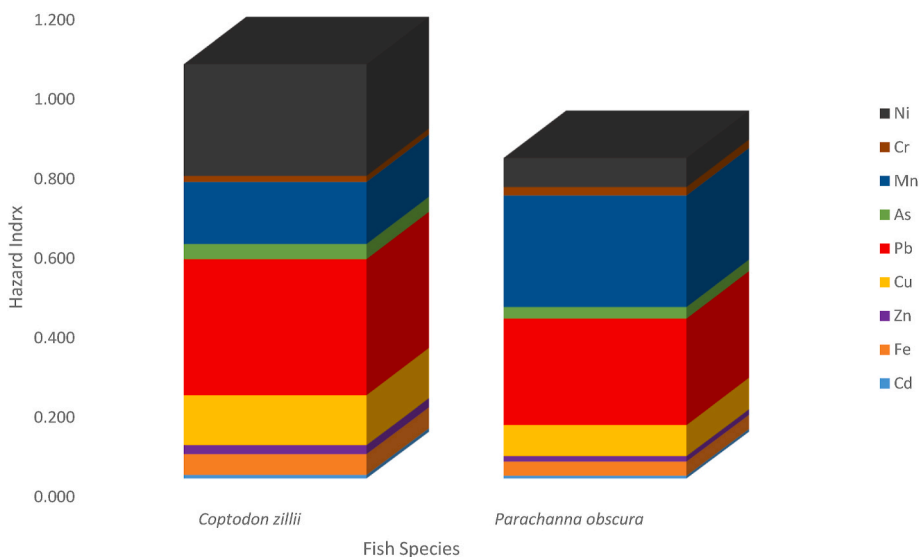 1.200
1.000
0.800
0.600
0.400
0.200
0.000
Hazard Indrx
Coptodon zillii
Parachanna obscura
Fish Species
Ni
Cr
Mn
As
Pb
Cu
Zn
Fe
Cd